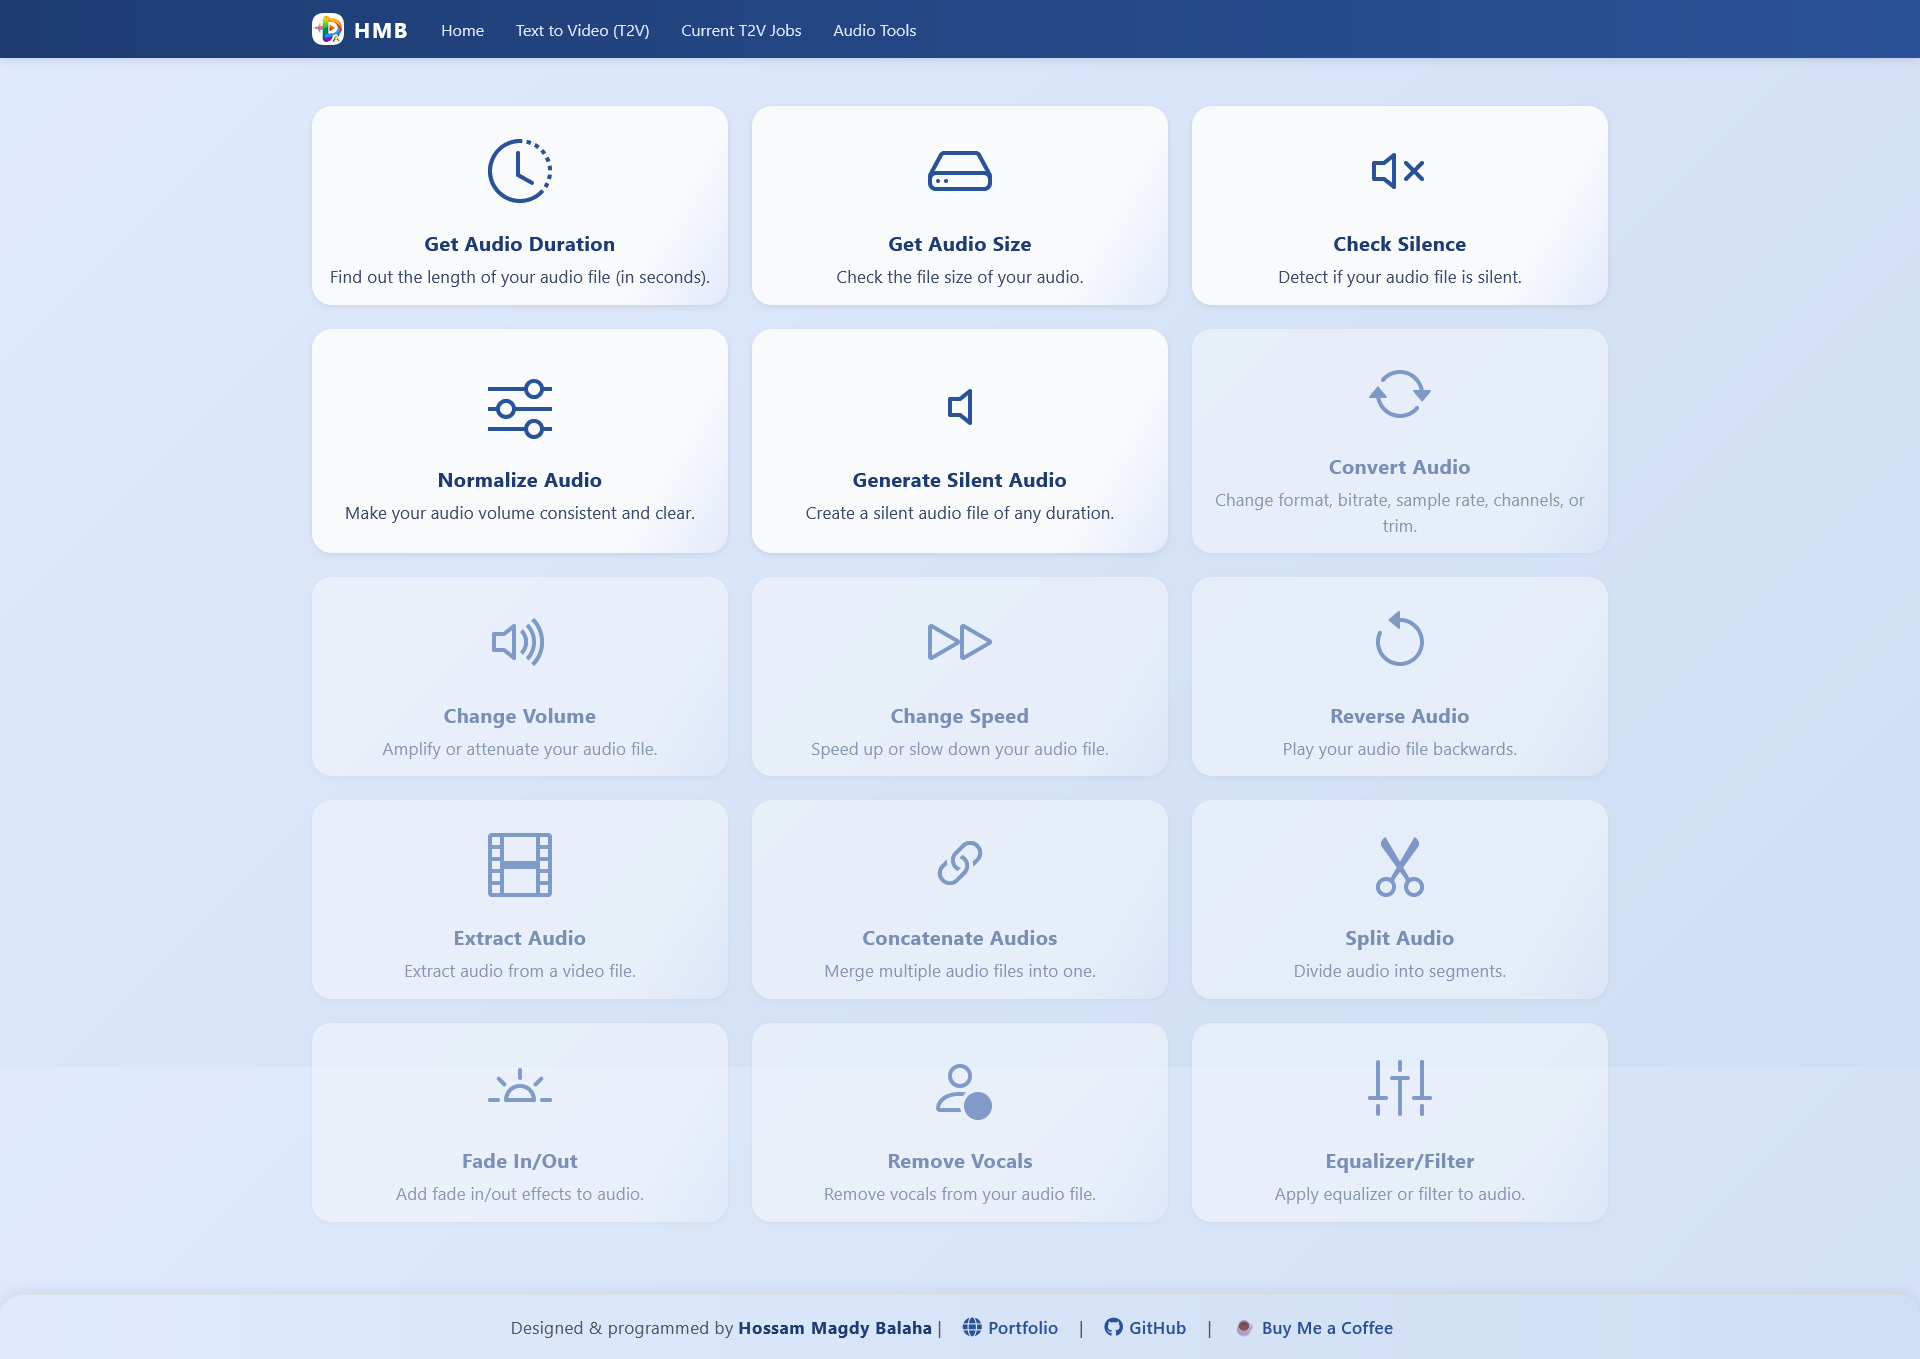 HMB Home Text to Video (T2V) Current T2V Jobs Audio Tools
Get Audio Duration
Find out the length of your audio file (in seconds).
Get Audio Size
Check the file size of your audio.
Check Silence
Detect if your audio file is silent.
Normalize Audio
Make your audio volume consistent and clear.
Generate Silent Audio
Create a silent audio file of any duration.
Convert Audio
Change format, bitrate, sample rate, channels, or
trim.
Change Volume
Amplify or attenuate your audio file.
Change Speed
Speed up or slow down your audio file.
Reverse Audio
Play your audio file backwards.
Extract Audio
Extract audio from a video file.
Concatenate Audios
Merge multiple audio files into one.
Split Audio
Divide audio into segments.
Fade In/Out
Add fade in/out effects to audio.
Remove Vocals
Remove vocals from your audio file.
Equalizer/Filter
Apply equalizer or filter to audio.
Designed & programmed by Hossam Magdy Balaha | Portfolio | GitHub | Buy Me a Coffee